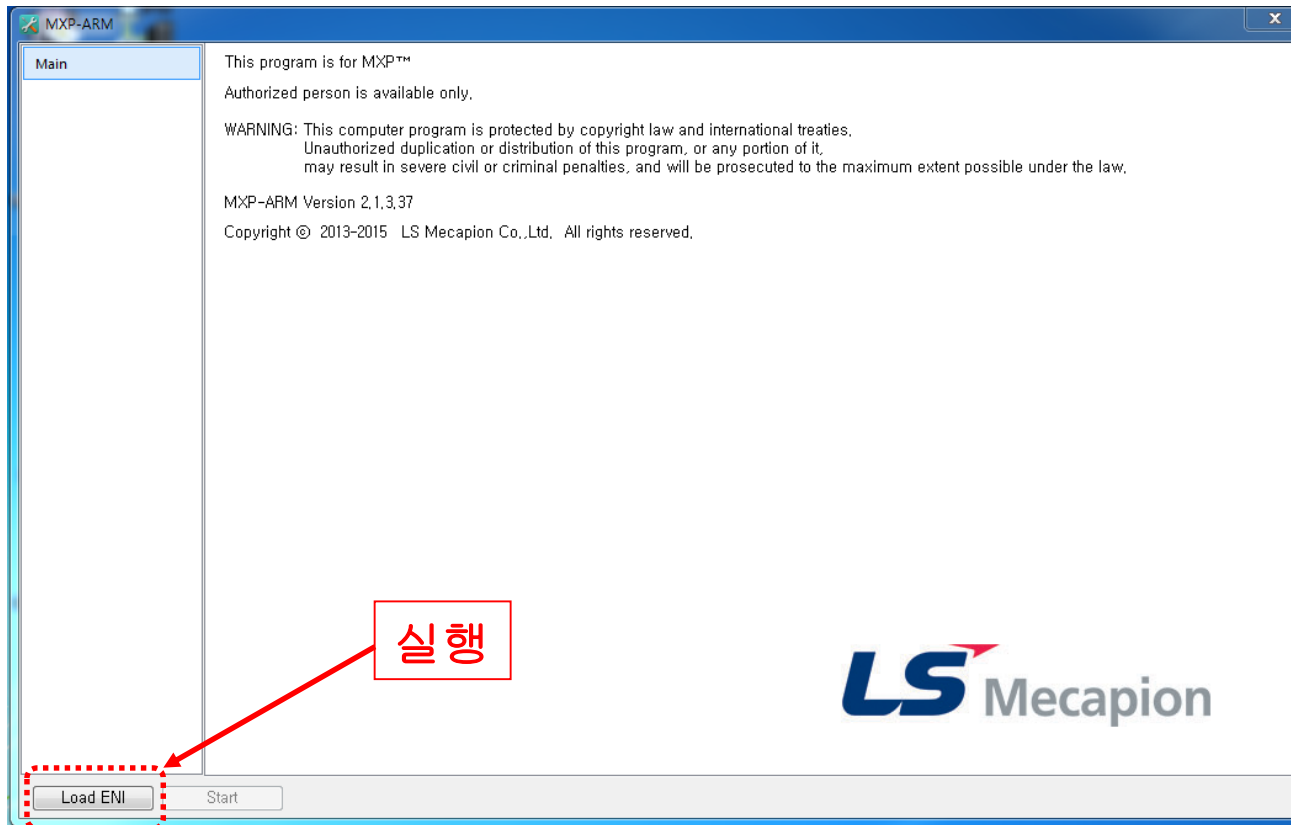 MXP-ARM
x
Main
This program is for MXP™
Authorized person is available only.
WARNING: This computer program is protected by copyright law and international treaties.
Unauthorized duplication or distribution of this program, or any portion of it,
may result in severe civil or criminal penalties, and will be prosecuted to the maximum extent possible under the law.
MXP-ARM Version 2.1.3.37
Copyright ⓒ 2013-2015 LS Mecapion Co.,Ltd. All rights reserved.
실행
LS Mecapion
Load ENI
Start